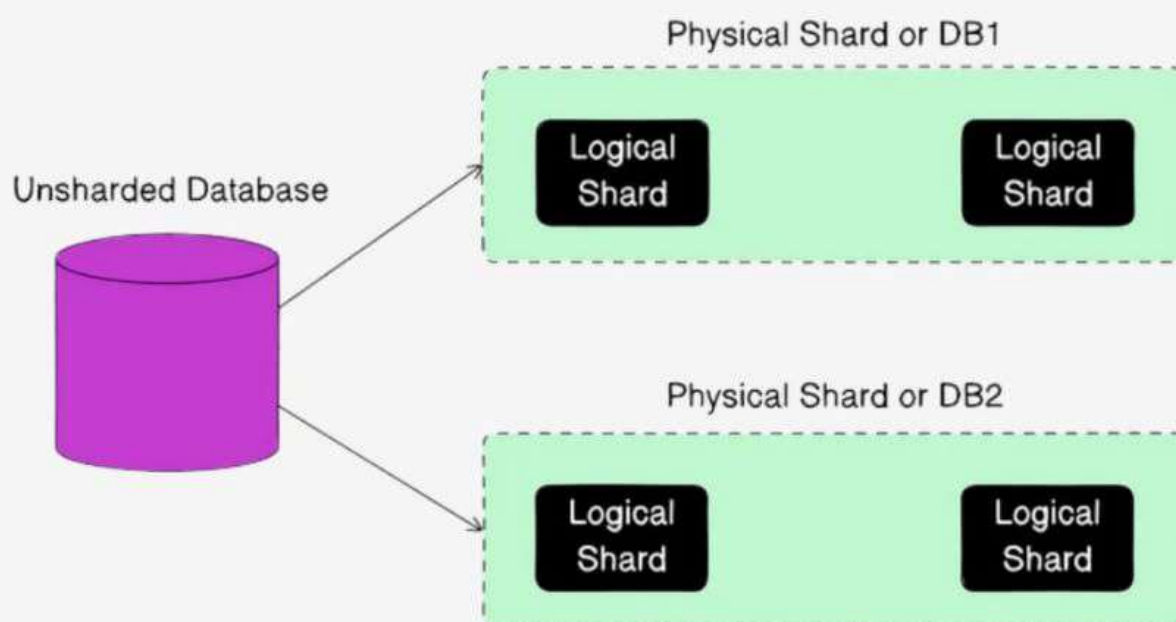 Physical Shard or DB1
Logical
Shard
Logical
Shard
Unsharded Database
Physical Shard or DB2
Logical
Shard
Logical
Shard